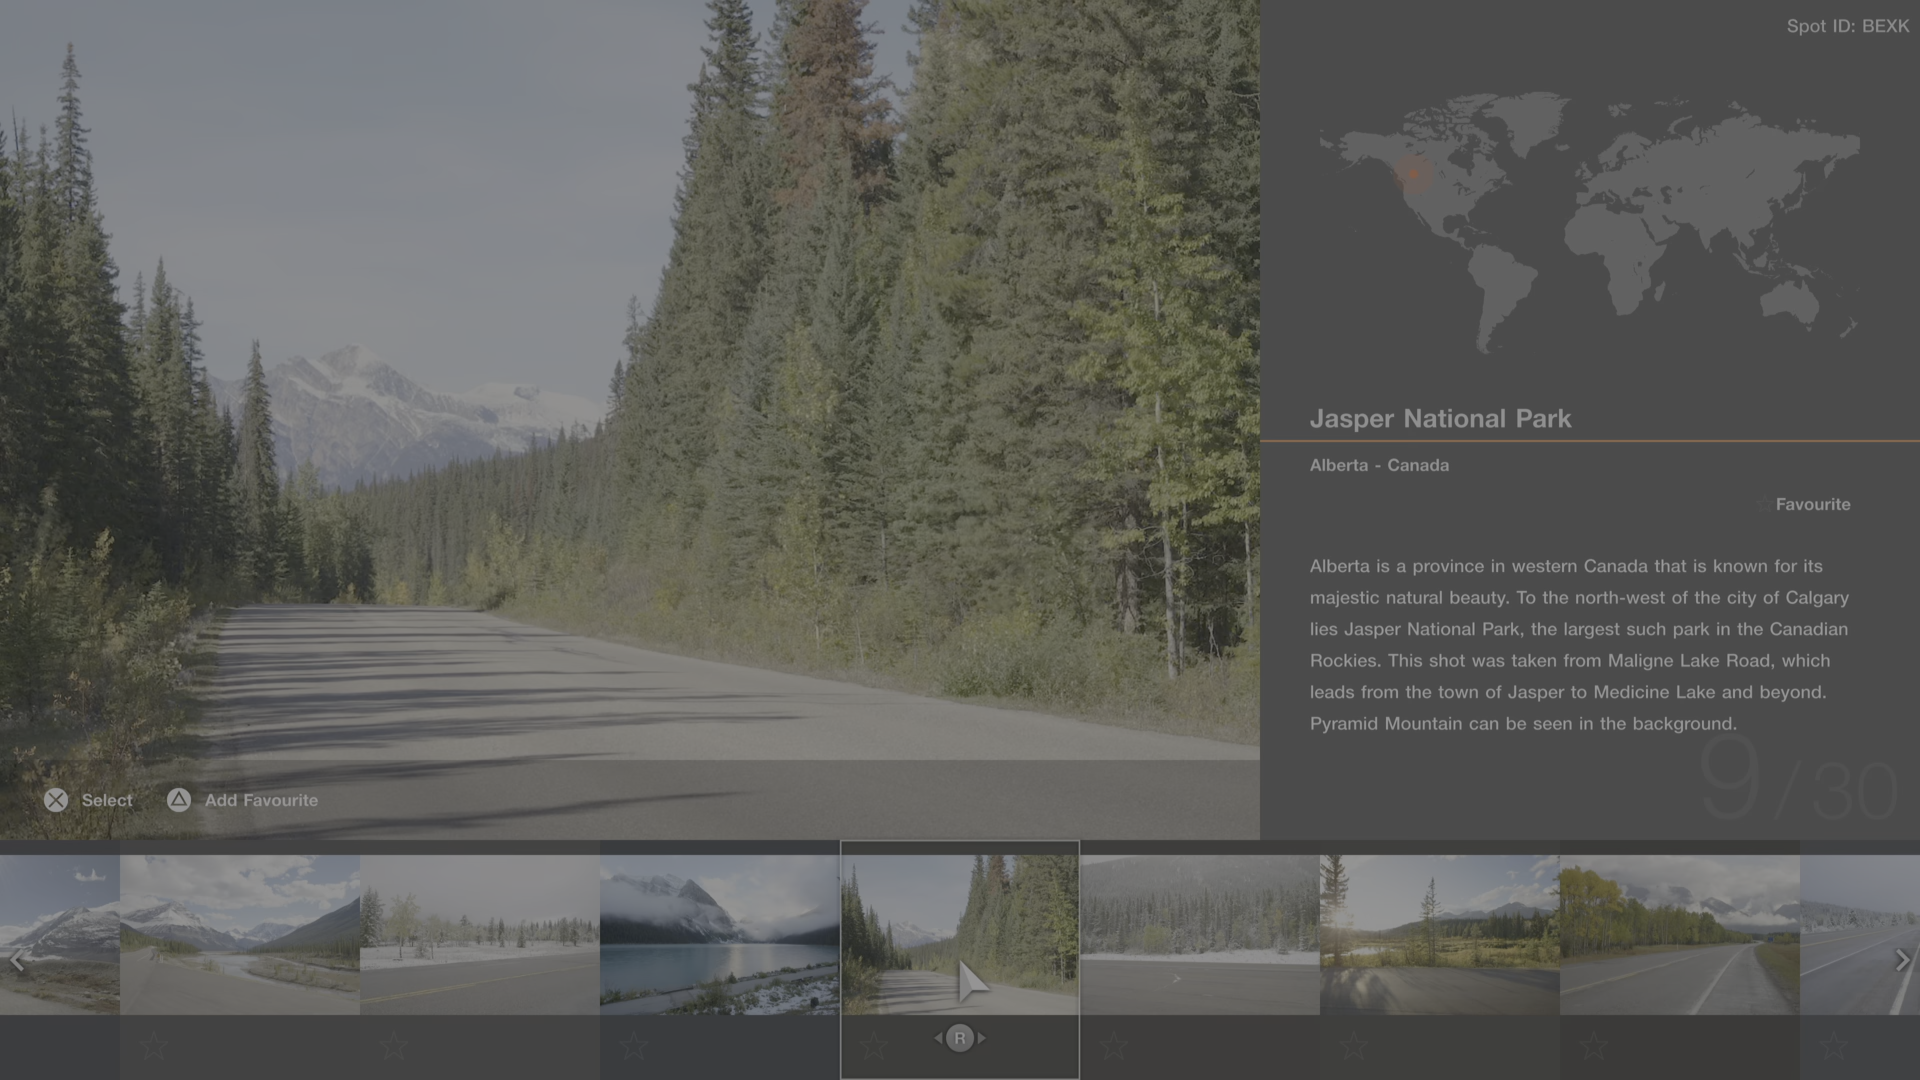 Spot ID: BEXK
Jasper National Park
Alberta - Canada
Favourite
Alberta is a province in western Canada that is known for its
majestic natural beauty. To the north-west of the city of Calgary
lies Jasper National Park, the largest such park in the Canadian
Rockies. This shot was taken from Maligne Lake Road, which
leads from the town of Jasper to Medicine Lake and beyond.
Pyramid Mountain can be seen in the background.
9/30
Select
Add Favourite
R